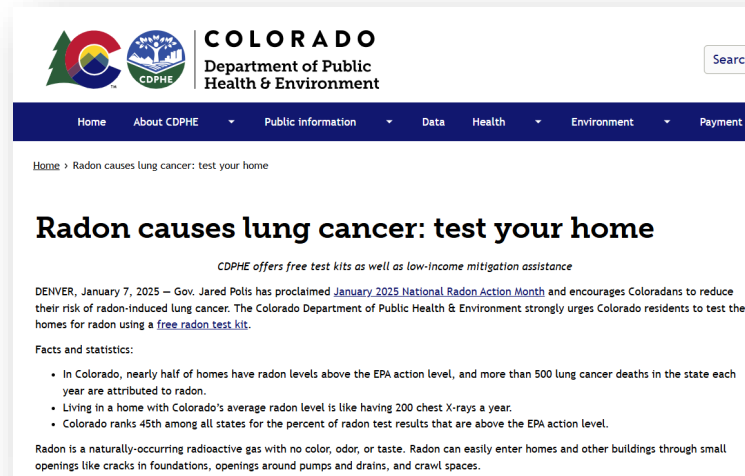 COLORADO
Department of Public
Health & Environment
CDPHE
TM
Searc
Home About CDPHE Public information Data Health Environment Payment
Home › Radon causes lung cancer: test your home
Radon causes lung cancer: test your home
CDPHE offers free test kits as well as low-income mitigation assistance
DENVER, January 7, 2025 — Gov. Jared Polis has proclaimed January 2025 National Radon Action Month and encourages Coloradans to reduce
their risk of radon-induced lung cancer. The Colorado Department of Public Health & Environment strongly urges Colorado residents to test the
homes for radon using a free radon test kit.
Facts and statistics:
• In Colorado, nearly half of homes have radon levels above the EPA action level, and more than 500 lung cancer deaths in the state each
year are attributed to radon.
• Living in a home with Colorado’s average radon level is like having 200 chest X-rays a year.
• Colorado ranks 45th among all states for the percent of radon test results that are above the EPA action level.
Radon is a naturally-occurring radioactive gas with no color, odor, or taste. Radon can easily enter homes and other buildings through small
openings like cracks in foundations, openings around pumps and drains, and crawl spaces.